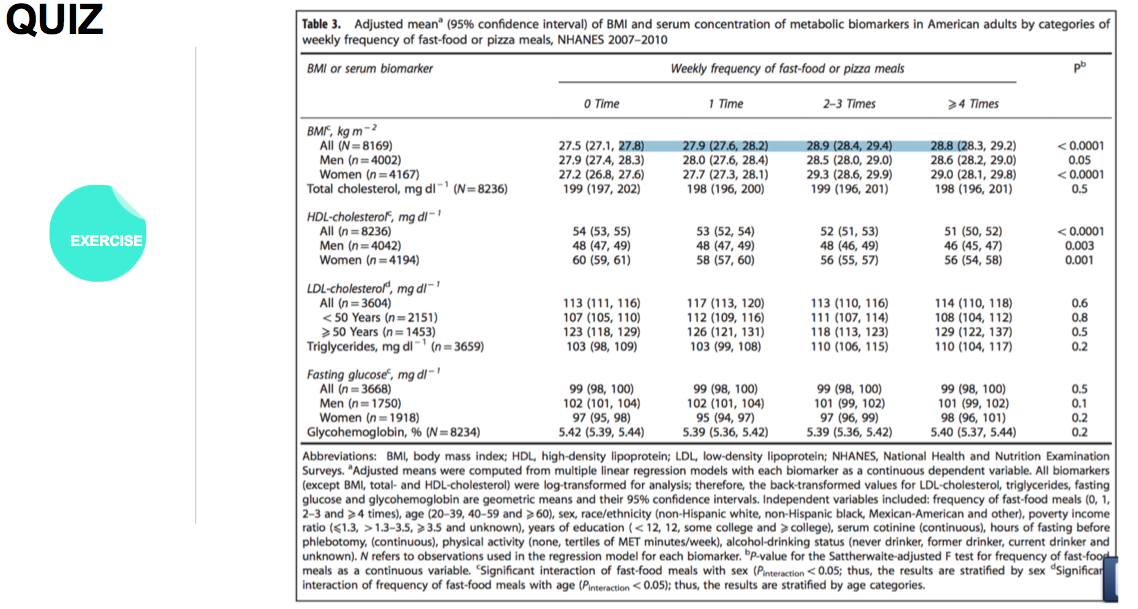 QUIZ
EXERCISE
Table 3. Adjusted meanᵃ (95% confidence interval) of BMI and serum concentration of metabolic biomarkers in American adults by categories of
weekly frequency of fast-food or pizza meals, NHANES 2007–2010
BMI or serum biomarker Weekly frequency of fast-food or pizza meals Pᵇ
0 Time 1 Time 2–3 Times ⩾4 Times
BMIᶜ, kg m⁻²
All (N=8169) 27.5 (27.1, 27.8) 27.9 (27.6, 28.2) 28.9 (28.4, 29.4) 28.8 (28.3, 29.2) <0.0001
Men (n=4002) 27.9 (27.4, 28.3) 28.0 (27.6, 28.4) 28.5 (28.0, 29.0) 28.6 (28.2, 29.0) 0.05
Women (n=4167) 27.2 (26.8, 27.6) 27.7 (27.3, 28.1) 29.3 (28.6, 29.9) 29.0 (28.1, 29.8) <0.0001
Total cholesterol, mg dl⁻¹ (N=8236) 199 (197, 202) 198 (196, 200) 199 (196, 201) 198 (196, 201) 0.5
HDL-cholesterolᶜ, mg dl⁻¹
All (n=8236) 54 (53, 55) 53 (52, 54) 52 (51, 53) 51 (50, 52) <0.0001
Men (n=4042) 48 (47, 49) 48 (47, 49) 48 (46, 49) 46 (45, 47) 0.003
Women (n=4194) 60 (59, 61) 58 (57, 60) 56 (55, 57) 56 (54, 58) 0.001
LDL-cholesterolᵈ, mg dl⁻¹
All (n=3604) 113 (111, 116) 117 (113, 120) 113 (110, 116) 114 (110, 118) 0.6
<50 Years (n=2151) 107 (105, 110) 112 (109, 116) 111 (107, 114) 108 (104, 112) 0.8
⩾50 Years (n=1453) 123 (118, 129) 126 (121, 131) 118 (113, 123) 129 (122, 137) 0.5
Triglycerides, mg dl⁻¹ (n=3659) 103 (98, 109) 103 (99, 108) 110 (106, 115) 110 (104, 117) 0.2
Fasting glucoseᶜ, mg dl⁻¹
All (n=3668) 99 (98, 100) 99 (98, 100) 99 (98, 100) 99 (98, 100) 0.5
Men (n=1750) 102 (101, 104) 102 (101, 104) 101 (99, 102) 101 (99, 102) 0.1
Women (n=1918) 97 (95, 98) 95 (94, 97) 97 (96, 99) 98 (96, 101) 0.2
Glycohemoglobin, % (N=8234) 5.42 (5.39, 5.44) 5.39 (5.36, 5.42) 5.39 (5.36, 5.42) 5.40 (5.37, 5.44) 0.2
Abbreviations: BMI, body mass index; HDL, high-density lipoprotein; LDL, low-density lipoprotein; NHANES, National Health and Nutrition Examination
Surveys. ᵃAdjusted means were computed from multiple linear regression models with each biomarker as a continuous dependent variable. All biomarkers
(except BMI, total- and HDL-cholesterol) were log-transformed for analysis; therefore, the back-transformed values for LDL-cholesterol, triglycerides, fasting
glucose and glycohemoglobin are geometric means and their 95% confidence intervals. Independent variables included: frequency of fast-food meals (0, 1,
2–3 and ⩾4 times), age (20–39, 40–59 and ⩾60), sex, race/ethnicity (non-Hispanic white, non-Hispanic black, Mexican-American and other), poverty income
ratio (⩽1.3, >1.3–3.5, ⩾3.5 and unknown), years of education (<12, 12, some college and ⩾college), serum cotinine (continuous), hours of fasting before
phlebotomy, (continuous), physical activity (none, tertiles of MET minutes/week), alcohol-drinking status (never drinker, former drinker, current drinker and
unknown). N refers to observations used in the regression model for each biomarker. ᵇP-value for the Sattherwaite-adjusted F test for frequency of fast-food
meals as a continuous variable. ᶜSignificant interaction of fast-food meals with sex (Pinteraction <0.05; thus, the results are stratified by sex ᵈSignifican
interaction of frequency of fast-food meals with age (Pinteraction <0.05); thus, the results are stratified by age categories.